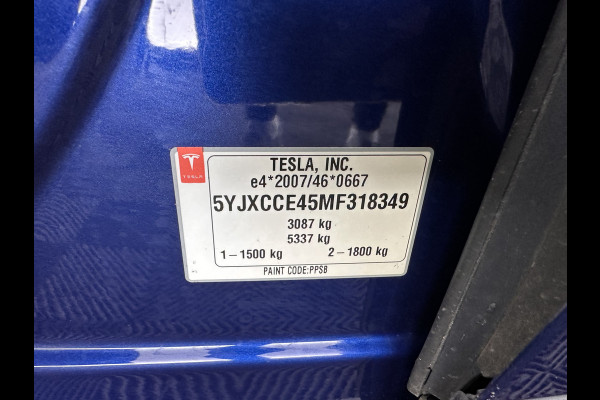 TESLA
TESLA, INC.
e4*2007/46*0667
5YJXCCE45MF318349
3087 kg
5337 kg
1-1500 kg 2-1800 kg
PAINT CODE:PPSB